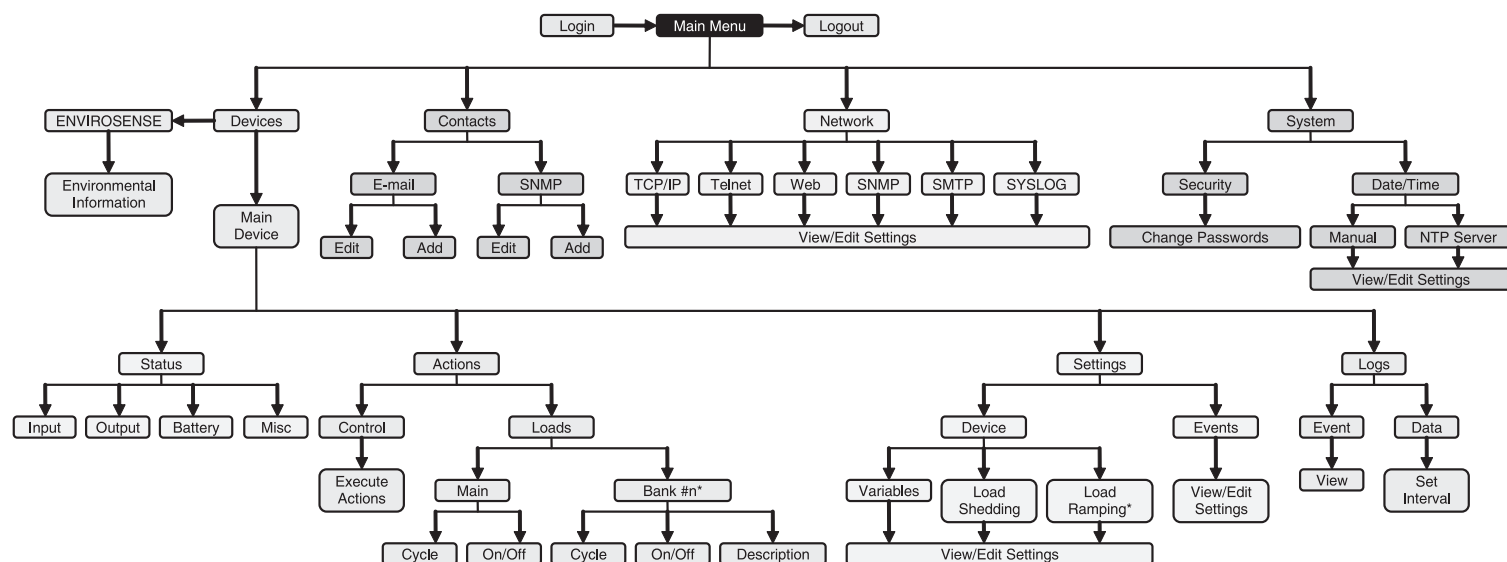 Login
Main Menu
Logout
ENVIROSENSE
Devices
Contacts
Network
System
Environmental
Information
Main
Device
E-mail
SNMP
TCP/IP
Telnet
Web
SNMP
SMTP
SYSLOG
Security
Date/Time
Edit
Add
Edit
Add
View/Edit Settings
Change Passwords
Manual
NTP Server
View/Edit Settings
Status
Actions
Settings
Logs
Input
Output
Battery
Misc
Control
Loads
Device
Events
Event
Data
Execute
Actions
Main
Bank #n*
Variables
Load
Shedding
Load
Ramping*
View/Edit
Settings
View
Set
Interval
Cycle
On/Off
Cycle
On/Off
Description
View/Edit Settings